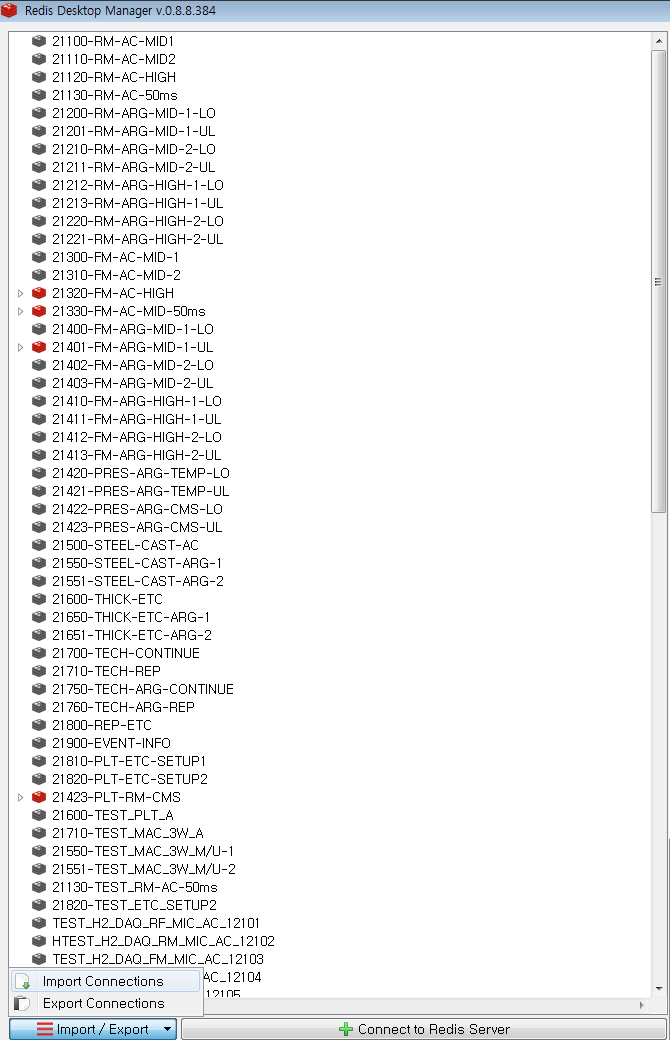 Redis Desktop Manager v.0.8.8.384
21100-RM-AC-MID1
21110-RM-AC-MID2
21120-RM-AC-HIGH
21130-RM-AC-50ms
21200-RM-ARG-MID-1-LO
21201-RM-ARG-MID-1-UL
21210-RM-ARG-MID-2-LO
21211-RM-ARG-MID-2-UL
21212-RM-ARG-HIGH-1-LO
21213-RM-ARG-HIGH-1-UL
21220-RM-ARG-HIGH-2-LO
21221-RM-ARG-HIGH-2-UL
21300-FM-AC-MID-1
21310-FM-AC-MID-2
21320-FM-AC-HIGH
21330-FM-AC-MID-50ms
21400-FM-ARG-MID-1-LO
21401-FM-ARG-MID-1-UL
21402-FM-ARG-MID-2-LO
21403-FM-ARG-MID-2-UL
21410-FM-ARG-HIGH-1-LO
21411-FM-ARG-HIGH-1-UL
21412-FM-ARG-HIGH-2-LO
21413-FM-ARG-HIGH-2-UL
21420-PRES-ARG-TEMP-LO
21421-PRES-ARG-TEMP-UL
21422-PRES-ARG-CMS-LO
21423-PRES-ARG-CMS-UL
21500-STEEL-CAST-AC
21550-STEEL-CAST-ARG-1
21551-STEEL-CAST-ARG-2
21600-THICK-ETC
21650-THICK-ETC-ARG-1
21651-THICK-ETC-ARG-2
21700-TECH-CONTINUE
21710-TECH-REP
21750-TECH-ARG-CONTINUE
21760-TECH-ARG-REP
21800-REP-ETC
21900-EVENT-INFO
21810-PLT-ETC-SETUP1
21820-PLT-ETC-SETUP2
21423-PLT-RM-CMS
21600-TEST_PLT_A
21710-TEST_MAC_3W_A
21550-TEST_MAC_3W_M/U-1
21551-TEST_MAC_3W_M/U-2
21130-TEST_RM-AC-50ms
21820-TEST_ETC_SETUP2
TEST_H2_DAQ_RF_MIC_AC_12101
HTEST_H2_DAQ_RM_MIC_AC_12102
TEST_H2_DAQ_FM_MIC_AC_12103
AC_12104
Import Connections
Export Connections
Import / Export
Connect to Redis Server